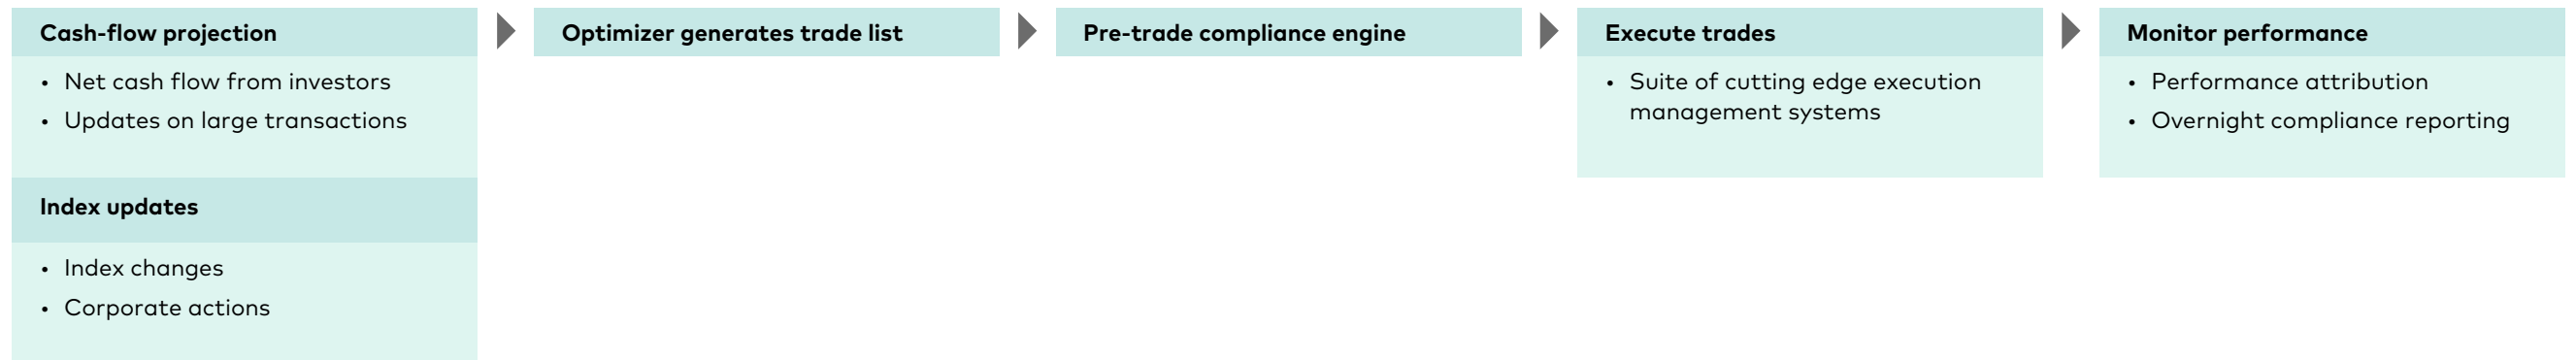 Cash-flow projection
• Net cash flow from investors
• Updates on large transactions
Index updates
• Index changes
• Corporate actions
Optimizer generates trade list
Pre-trade compliance engine
Execute trades
• Suite of cutting edge execution
management systems
Monitor performance
• Performance attribution
• Overnight compliance reporting